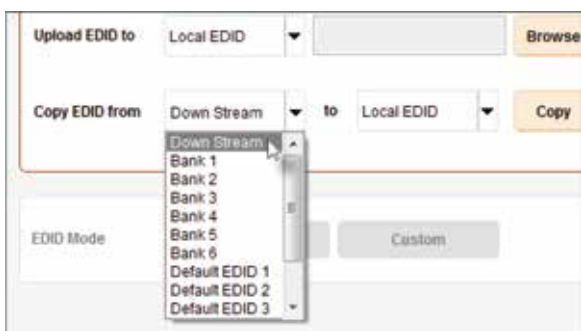 Upload EDID to Local EDID Browse
Copy EDID from Down Stream to Local EDID Copy
Down Stream
Bank 1
Bank 2
Bank 3
Bank 4
Bank 5
Bank 6
Default EDID 1
Default EDID 2
Default EDID 3
EDID Mode Custom